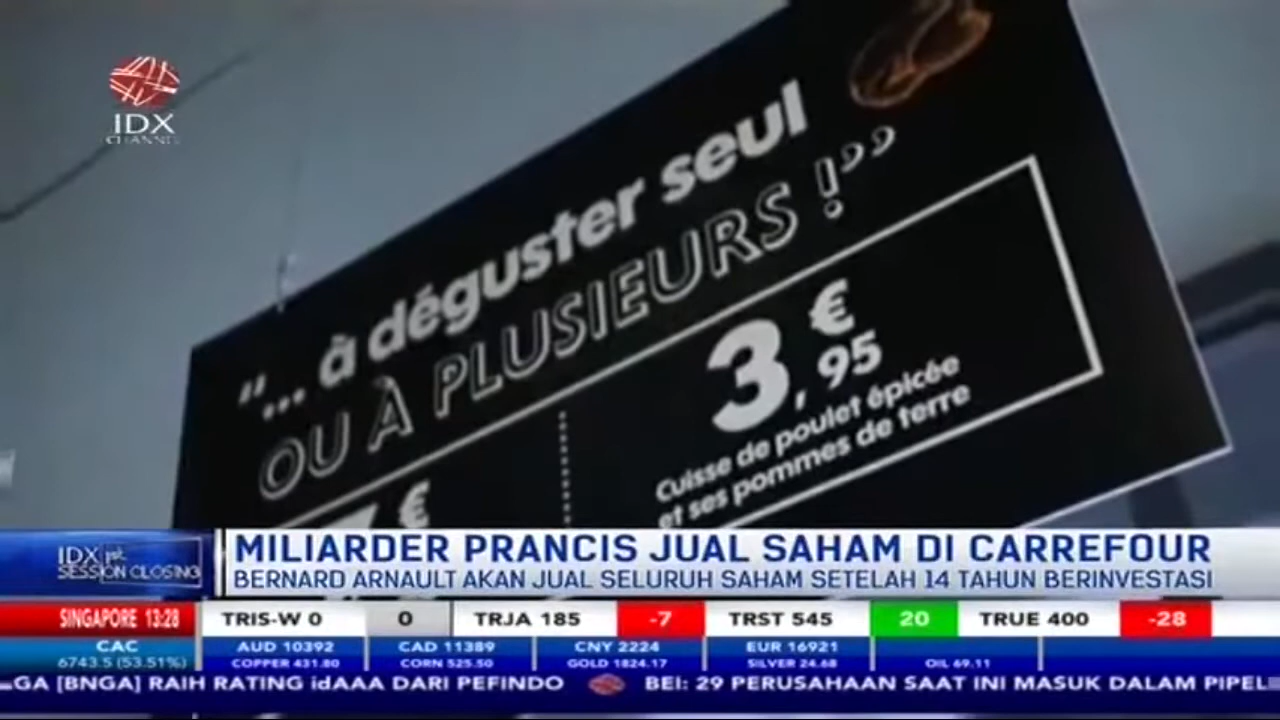 IDX
CHANNEL
“... à déguster seul
OU À PLUSIEURS !”
3,95 €
Cuisse de poulet épicée
et ses pommes de terre
€
IDX 1st
SESSION CLOSING
MILIARDER PRANCIS JUAL SAHAM DI CARREFOUR
BERNARD ARNAULT AKAN JUAL SELURUH SAHAM SETELAH 14 TAHUN BERINVESTASI
SINGAPORE 13:28 TRIS-W 0 0 TRJA 185 -7 TRST 545 20 TRUE 400 -28
CAC AUD 10392 CAD 11389 CNY 2224 EUR 16921
6743.5 (53.51%) COPPER 431.80 CORN 525.50 GOLD 1824.17 SILVER 24.68 OIL 69.11
GA [BNGA] RAIH RATING idAAA DARI PEFINDO BEI: 29 PERUSAHAAN SAAT INI MASUK DALAM PIPEL